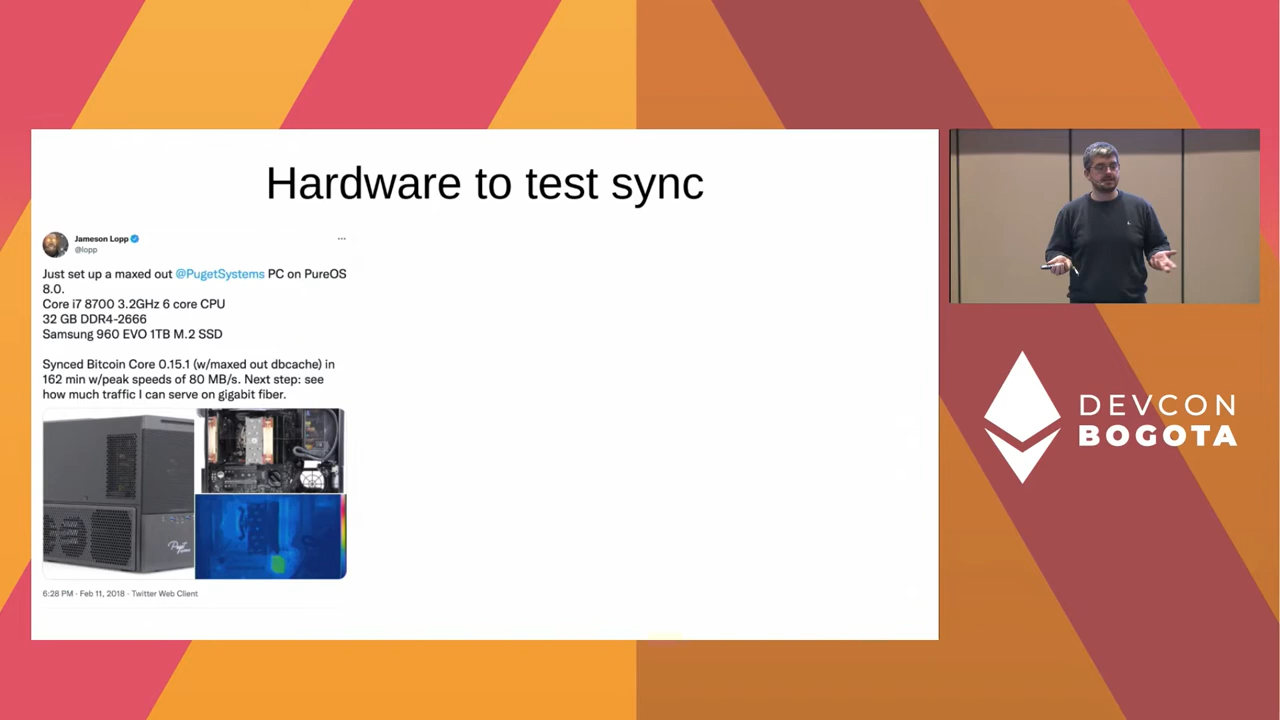 Hardware to test sync
Jameson Lopp
@lopp
Just set up a maxed out @PugetSystems PC on PureOS
8.0.
Core i7 8700 3.2GHz 6 core CPU
32 GB DDR4-2666
Samsung 960 EVO 1TB M.2 SSD
Synced Bitcoin Core 0.15.1 (w/maxed out dbcache) in
162 min w/peak speeds of 80 MB/s. Next step: see
how much traffic I can serve on gigabit fiber.
Puget
6:28 PM · Feb 11, 2018 · Twitter Web Client
DEVCON
BOGOTA